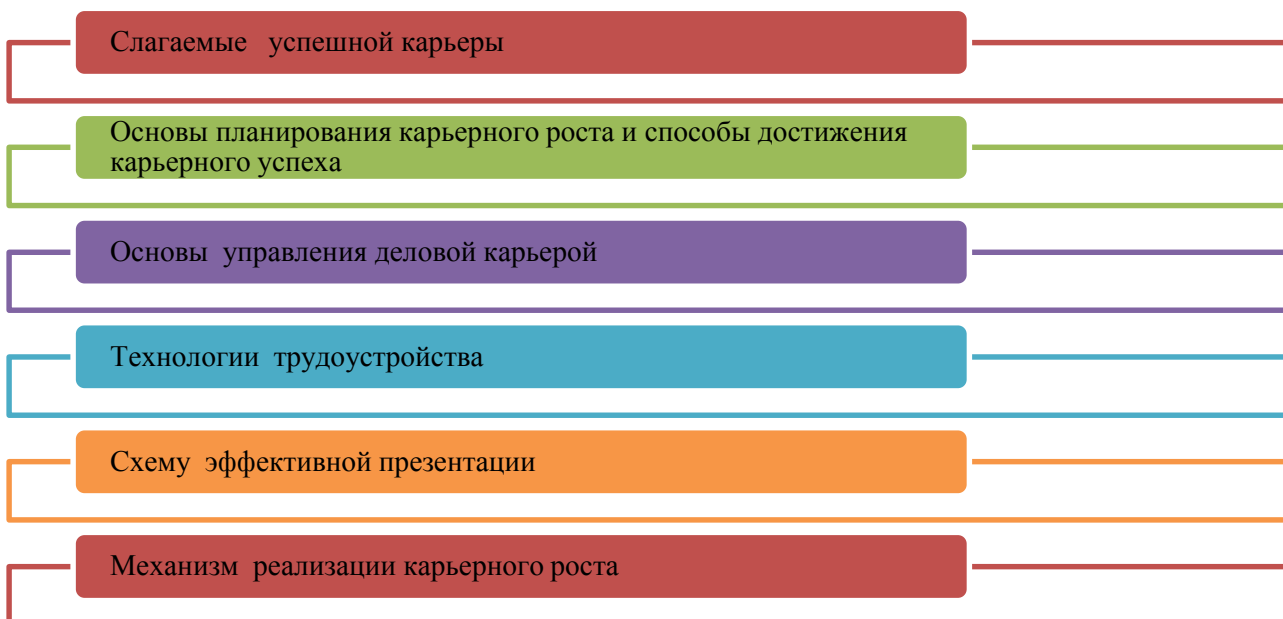 Слагаемые успешной карьеры
Основы планирования карьерного роста и способы достижения
карьерного успеха
Основы управления деловой карьерой
Технологии трудоустройства
Схему эффективной презентации
Механизм реализации карьерного роста